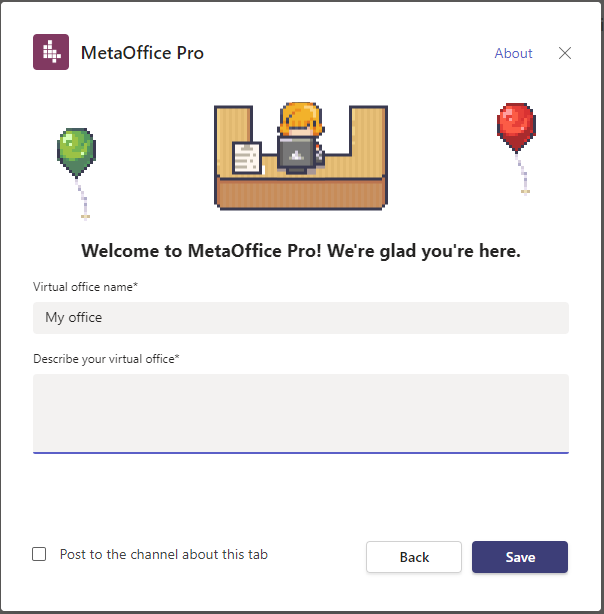 MetaOffice Pro
About
Welcome to MetaOffice Pro! We're glad you're here.
Virtual office name*
My office
Describe your virtual office*
Post to the channel about this tab
Back
Save